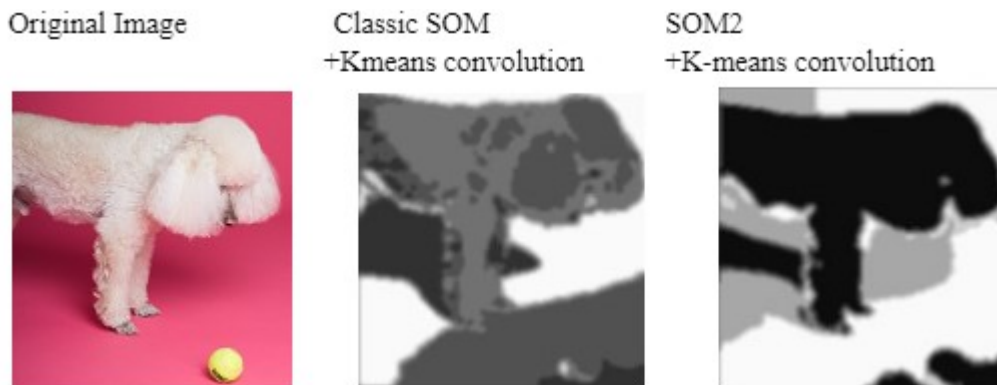 Original Image
Classic SOM
+Kmeans convolution
SOM2
+K-means convolution